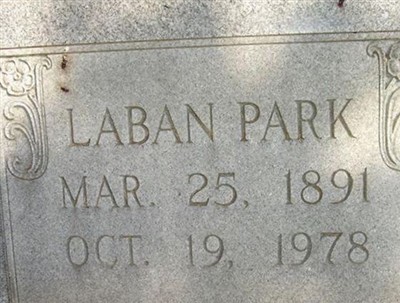 LABAN PARK
MAR. 25, 1891
OCT. 19, 1978